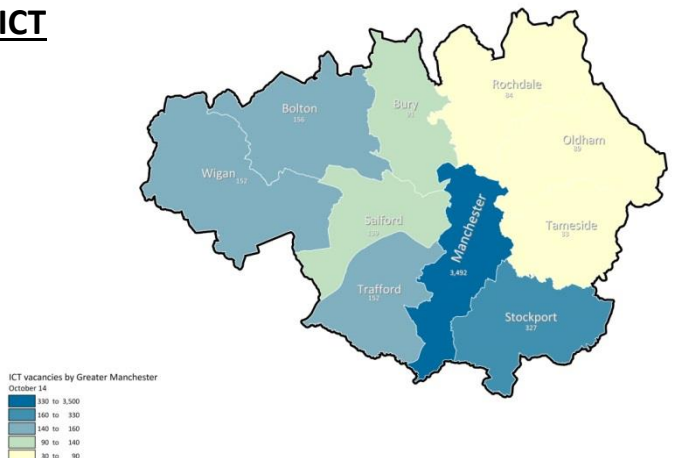 ICT
Rochdale
84
Bury
91
Bolton
156
Oldham
Wigan 152
Salford
Manchester
3,492
Tameside
Trafford
152
Stockport
327
ICT vacancies by Greater Manchester
October 14
330 to 3,500
160 to 330
140 to 160
90 to 140
30 to 90